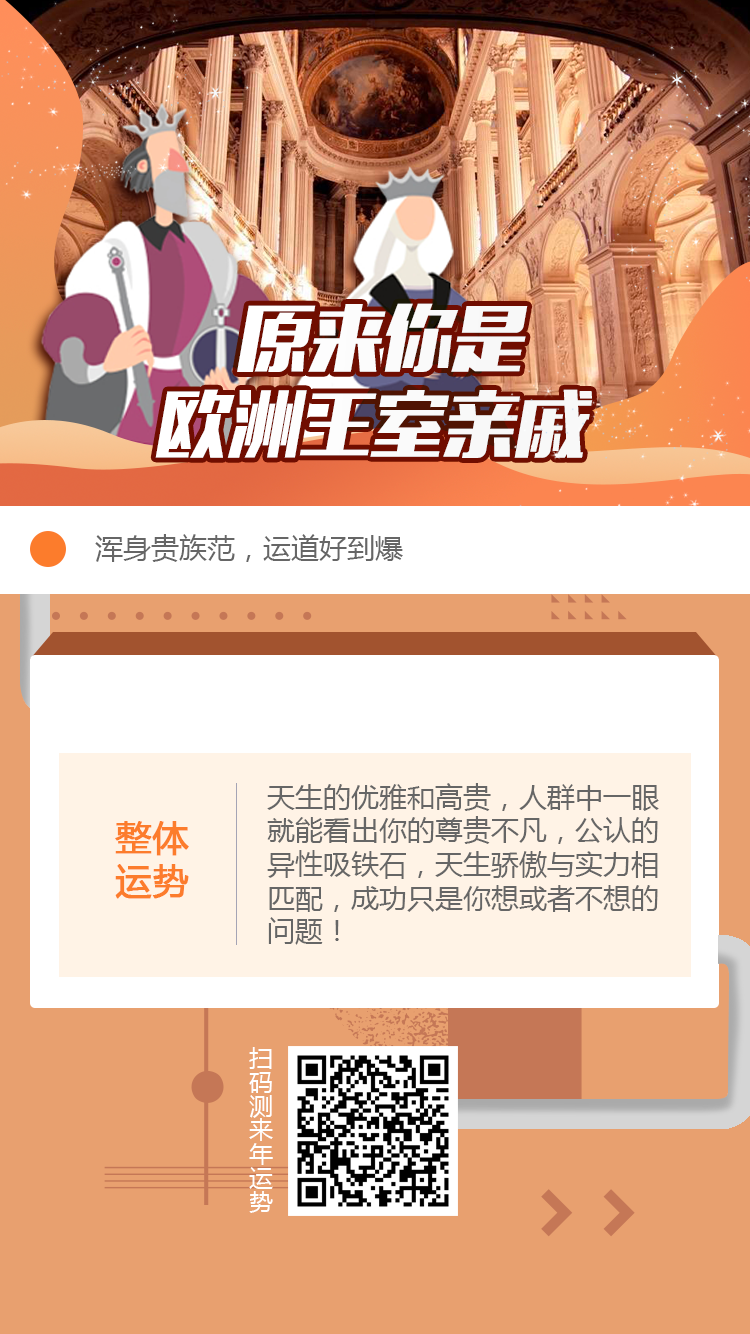 原来你是
欧洲王室亲戚
浑身贵族范，运道好到爆
整体
运势
天生的优雅和高贵，人群中一眼
就能看出你的尊贵不凡，公认的
异性吸铁石，天生骄傲与实力相
匹配，成功只是你想或者不想的
问题！
扫码测来年运势